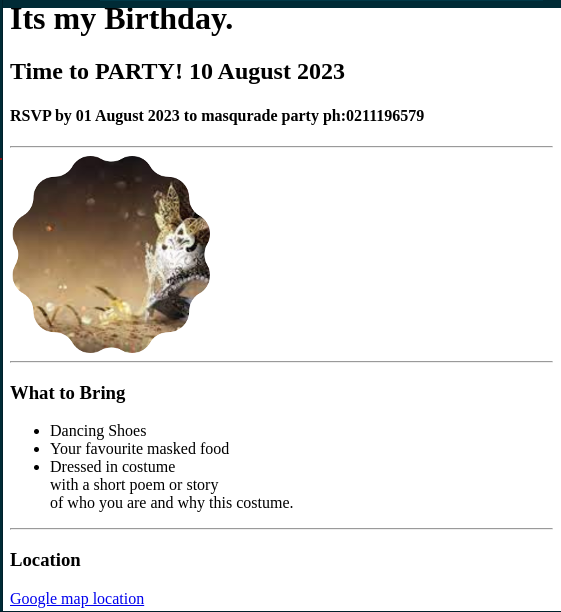 Its my Birthday.
Time to PARTY! 10 August 2023
RSVP by 01 August 2023 to masqurade party ph:0211196579
What to Bring
Dancing Shoes
Your favourite masked food
Dressed in costume
with a short poem or story
of who you are and why this costume.
Location
Google map location